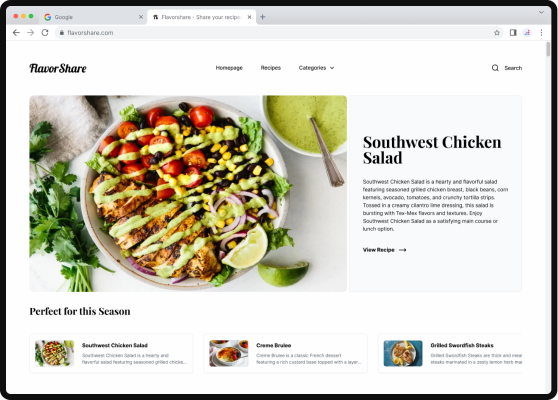 Google
Flavorshare - Share your recipe
flavorshare.com
FlavorShare
Homepage Recipes Categories Search
Southwest Chicken
Salad
Southwest Chicken Salad is a hearty and flavorful salad
featuring seasoned grilled chicken breast, black beans, corn
kernels, avocado, tomatoes, and crunchy tortilla strips.
Tossed in a creamy cilantro lime dressing, this salad is
bursting with Tex-Mex flavors and textures. Enjoy
Southwest Chicken Salad as a satisfying main course or
lunch option.
View Recipe
Perfect for this Season
Southwest Chicken Salad
Southwest Chicken Salad is a hearty and
flavorful salad featuring seasoned grilled chicke...
Creme Brulee
Creme Brulee is a classic French dessert
featuring a rich custard base topped with a layer...
Grilled Swordfish Steaks
Grilled Swordfish Steaks are thick and meat
steaks marinated in a zesty lemon herb ma